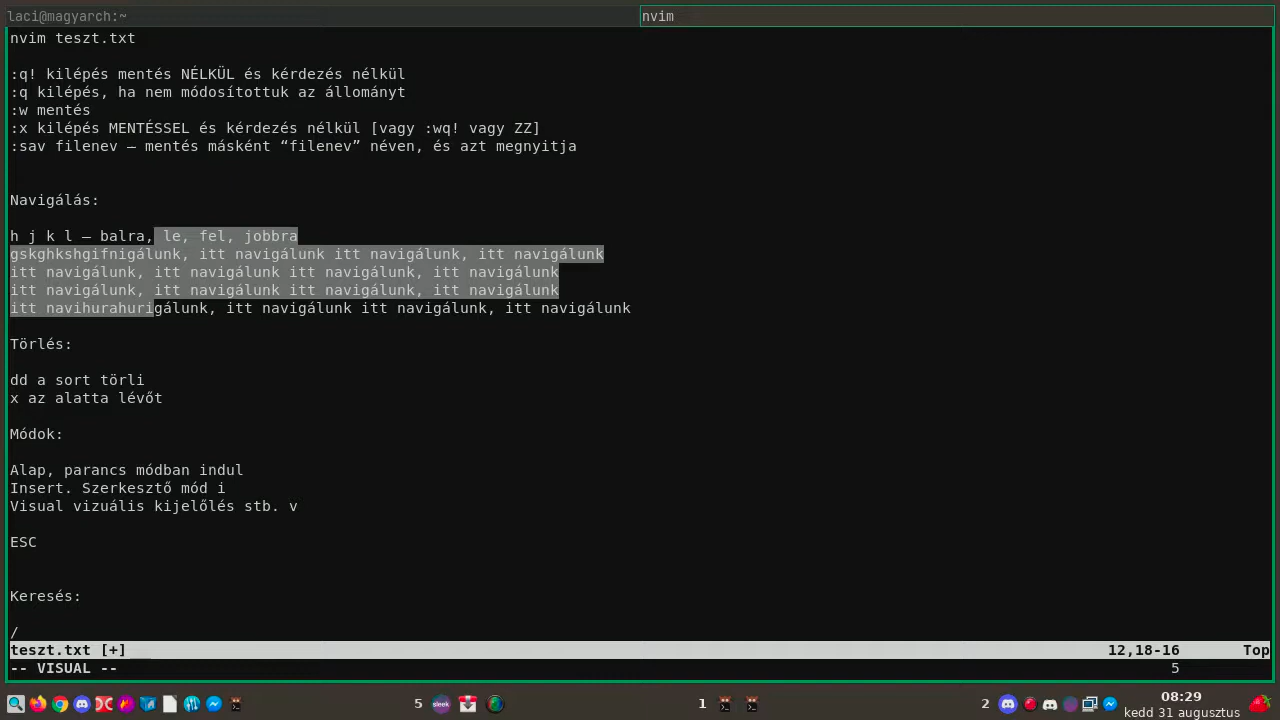 laci@magyarch:~ nvim
nvim teszt.txt
:q! kilépés mentés NÉLKÜL és kérdezés nélkül
:q kilépés, ha nem módosítottuk az állományt
:w mentés
:x kilépés MENTÉSSEL és kérdezés nélkül [vagy :wq! vagy ZZ]
:sav filenev – mentés másként “filenev” néven, és azt megnyitja
Navigálás:
h j k l – balra, le, fel, jobbra
gskghkshgifnigálunk, itt navigálunk itt navigálunk, itt navigálunk
itt navigálunk, itt navigálunk itt navigálunk, itt navigálunk
itt navigálunk, itt navigálunk itt navigálunk, itt navigálunk
itt navihurahurigálunk, itt navigálunk itt navigálunk, itt navigálunk
Törlés:
dd a sort törli
x az alatta lévőt
Módok:
Alap, parancs módban indul
Insert. Szerkesztő mód i
Visual vizuális kijelőlés stb. v
ESC
Keresés:
/
teszt.txt [+] 12,18-16 Top
-- VISUAL -- 5
5 sleek 1 2 08:29
kedd 31 augusztus